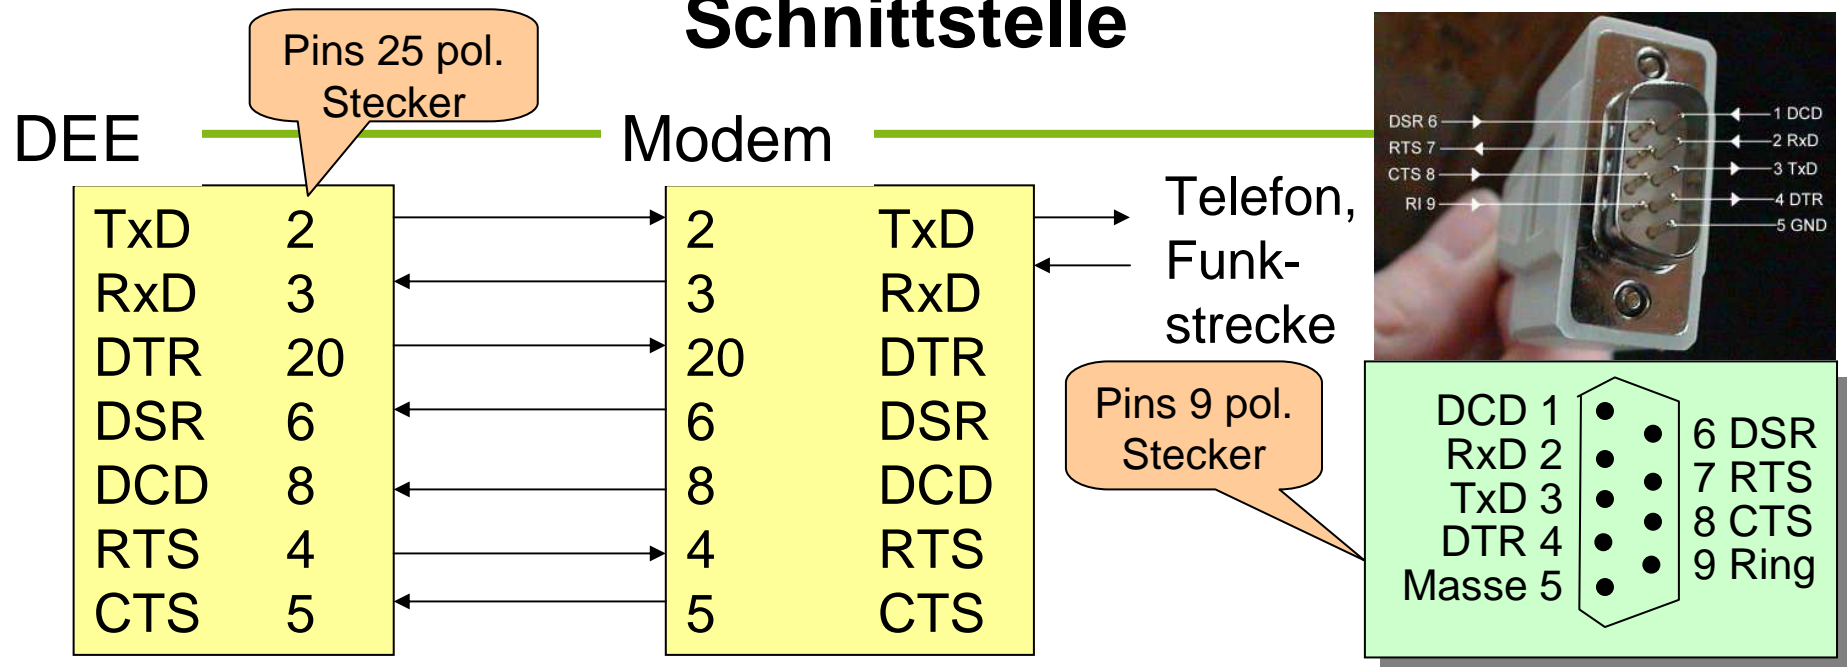 Schnittstelle
Pins 25 pol.
Stecker
DEE
Modem
TxD 2
RxD 3
DTR 20
DSR 6
DCD 8
RTS 4
CTS 5
2 TxD
3 RxD
20 DTR
6 DSR
8 DCD
4 RTS
5 CTS
Telefon,
Funk-
strecke
DSR 6
RTS 7
CTS 8
RI 9
1 DCD
2 RxD
3 TxD
4 DTR
5 GND
Pins 9 pol.
Stecker
DCD 1
RxD 2
TxD 3
DTR 4
Masse 5
6 DSR
7 RTS
8 CTS
9 Ring